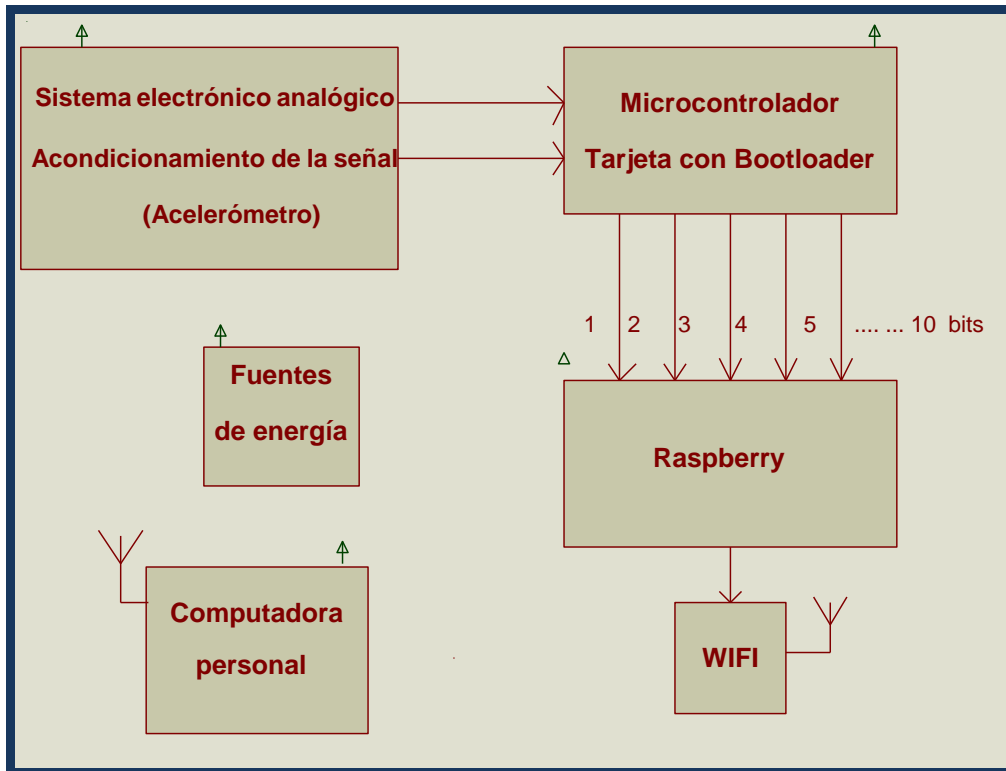 Sistema electrónico analógico
Acondicionamiento de la señal
(Acelerómetro)
Microcontrolador
Tarjeta con Bootloader
1 2 3 4 5 .... ... 10 bits
Fuentes
de energía
Raspberry
Computadora
personal
WIFI